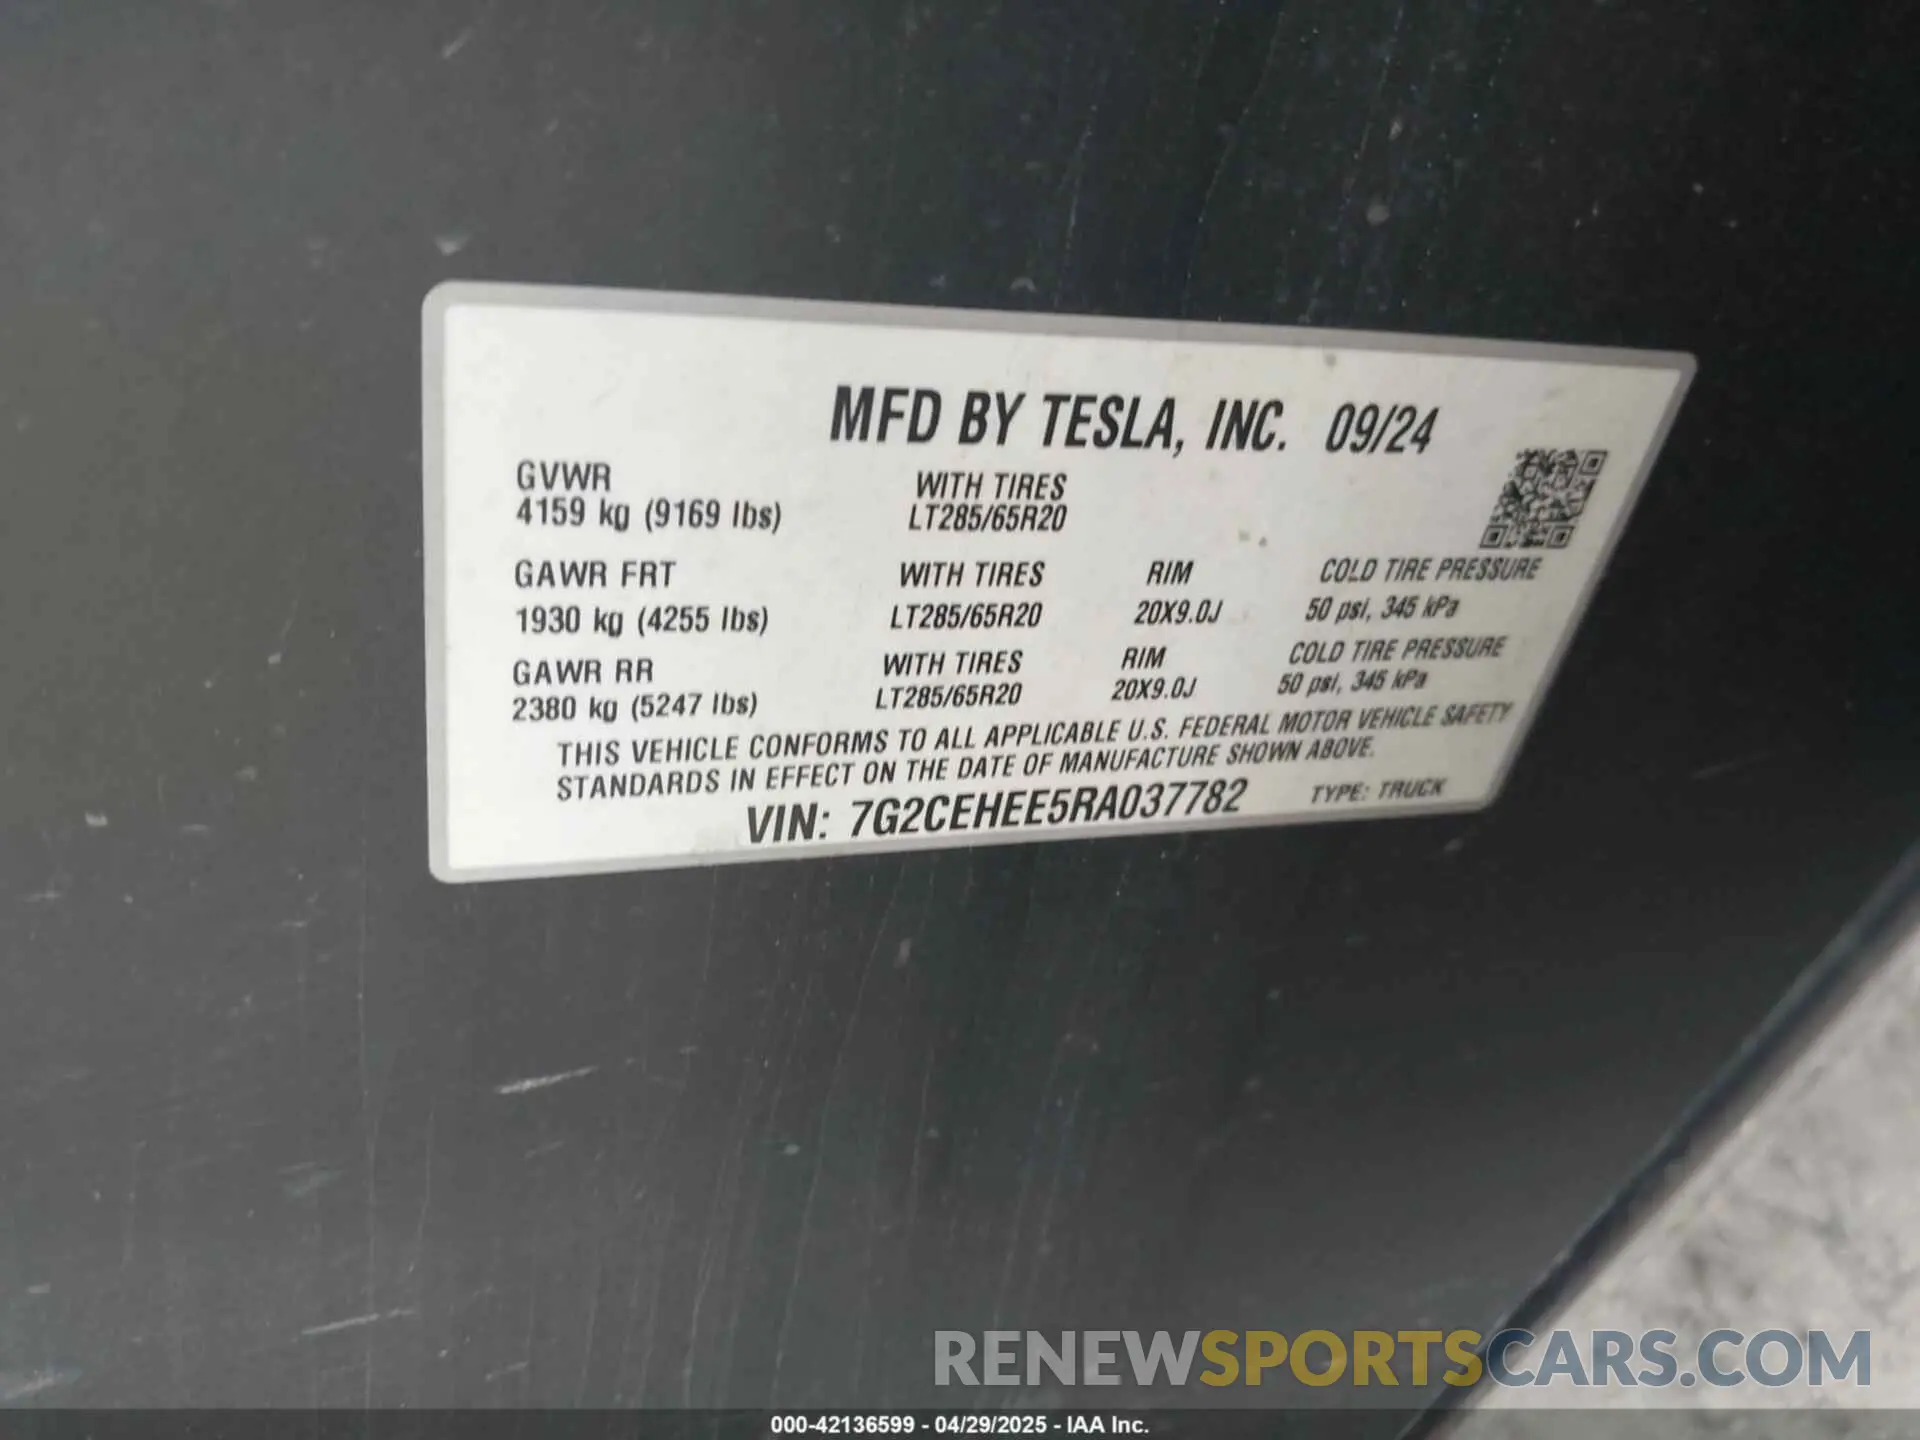 MFD BY TESLA, INC. 09/24
GVWR WITH TIRES
4159 kg (9169 lbs) LT285/65R20
GAWR FRT WITH TIRES RIM COLD TIRE PRESSURE
1930 kg (4255 lbs) LT285/65R20 20X9.0J 50 psi, 345 kPa
GAWR RR WITH TIRES RIM COLD TIRE PRESSURE
2380 kg (5247 lbs) LT285/65R20 20X9.0J 50 psi, 345 kPa
THIS VEHICLE CONFORMS TO ALL APPLICABLE U.S. FEDERAL MOTOR VEHICLE SAFETY
STANDARDS IN EFFECT ON THE DATE OF MANUFACTURE SHOWN ABOVE.
VIN: 7G2CEHEE5RA037782 TYPE: TRUCK
RENEWSPORTSCARS.COM
000-42136599 - 04/29/2025 - IAA Inc.